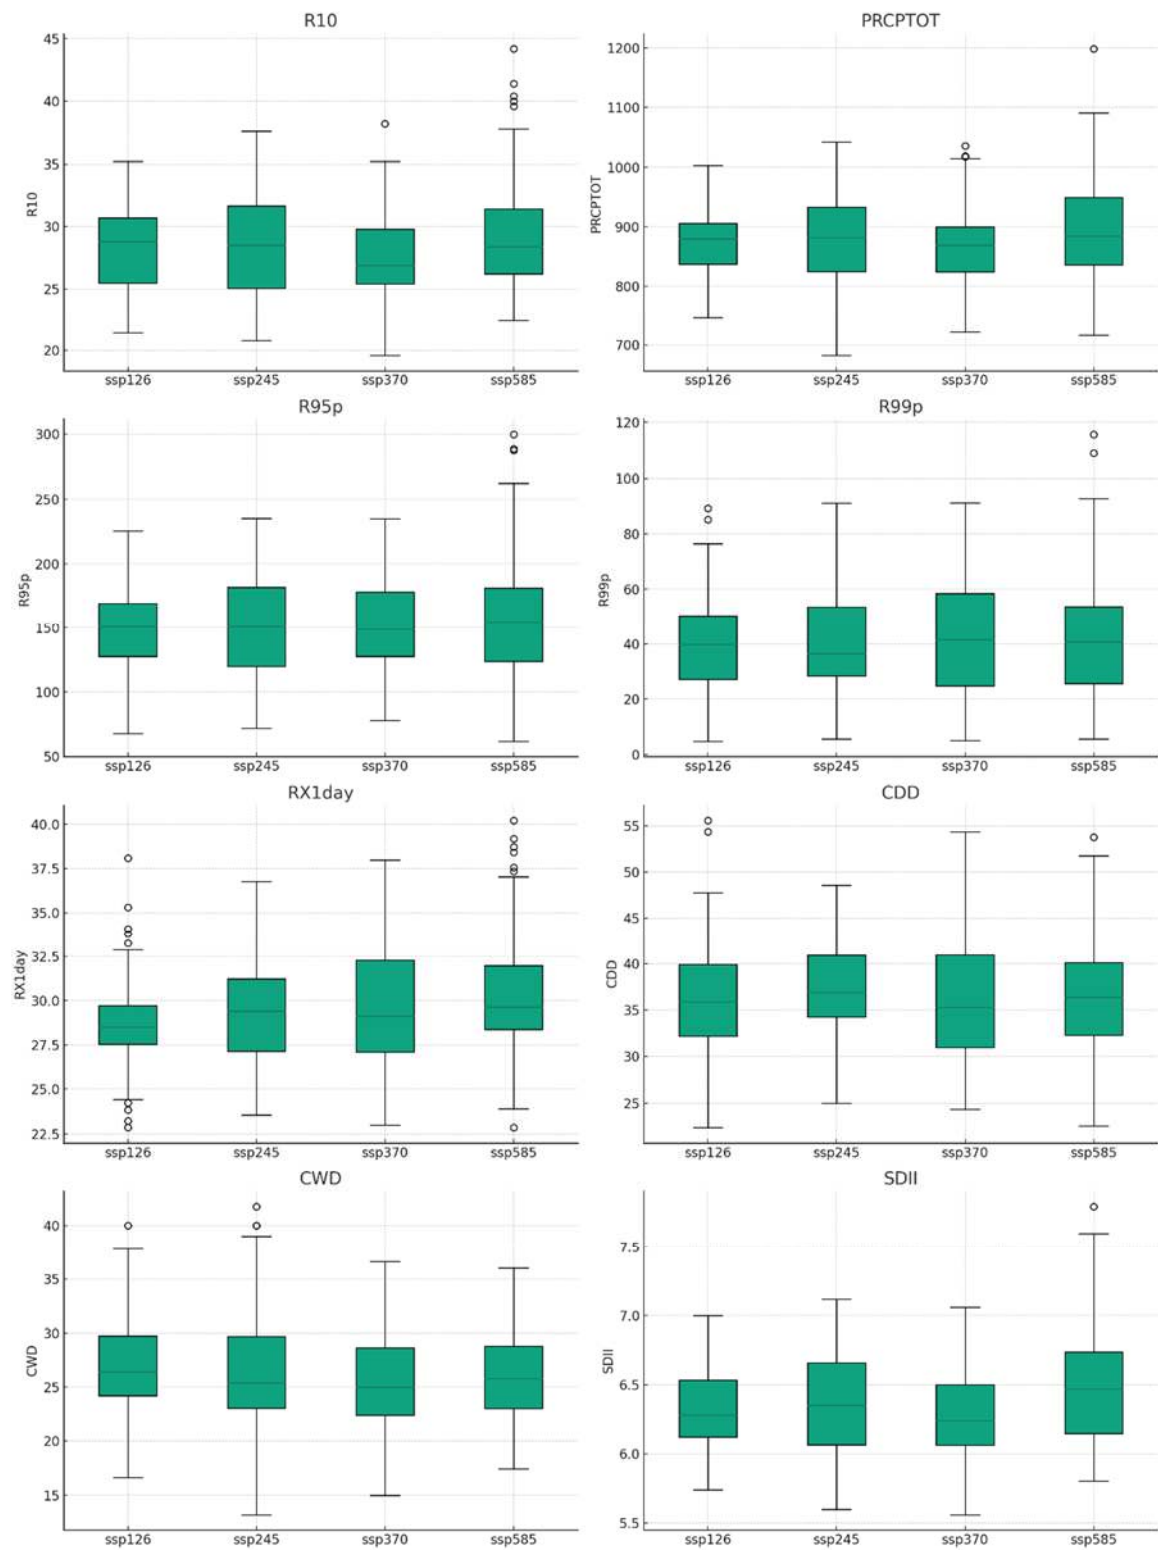 R10
45
40
35
30
25
20
R10
ssp126 ssp245 ssp370 ssp585
PRCPTOT
1200
1100
1000
900
800
700
PRCPTOT
ssp126 ssp245 ssp370 ssp585
R95p
300
250
200
150
100
50
R95p
ssp126 ssp245 ssp370 ssp585
R99p
120
100
80
60
40
20
0
R99p
ssp126 ssp245 ssp370 ssp585
RX1day
40.0
37.5
35.0
32.5
30.0
27.5
25.0
22.5
RX1day
ssp126 ssp245 ssp370 ssp585
CDD
55
50
45
40
35
30
25
CDD
ssp126 ssp245 ssp370 ssp585
CWD
40
35
30
25
20
15
CWD
ssp126 ssp245 ssp370 ssp585
SDII
7.5
7.0
6.5
6.0
5.5
SDII
ssp126 ssp245 ssp370 ssp585